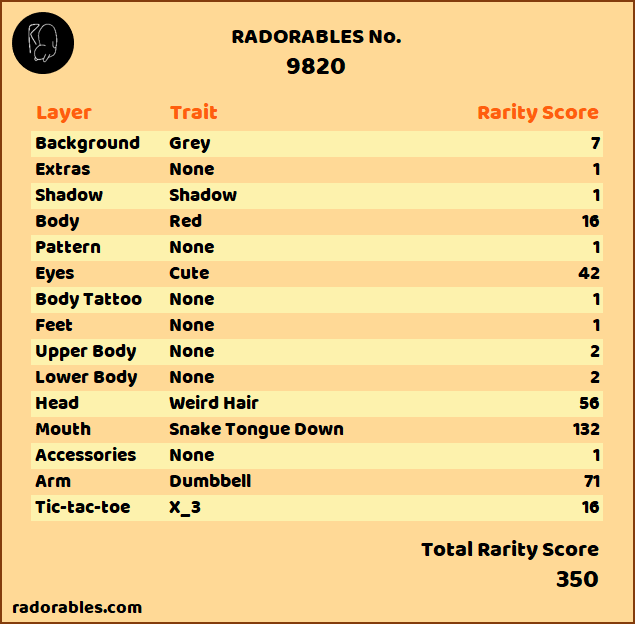 RADORABLES No.
9820
Layer Trait Rarity Score
Background Grey 7
Extras None 1
Shadow Shadow 1
Body Red 16
Pattern None 1
Eyes Cute 42
Body Tattoo None 1
Feet None 1
Upper Body None 2
Lower Body None 2
Head Weird Hair 56
Mouth Snake Tongue Down 132
Accessories None 1
Arm Dumbbell 71
Tic-tac-toe X_3 16
Total Rarity Score
350
radorables.com